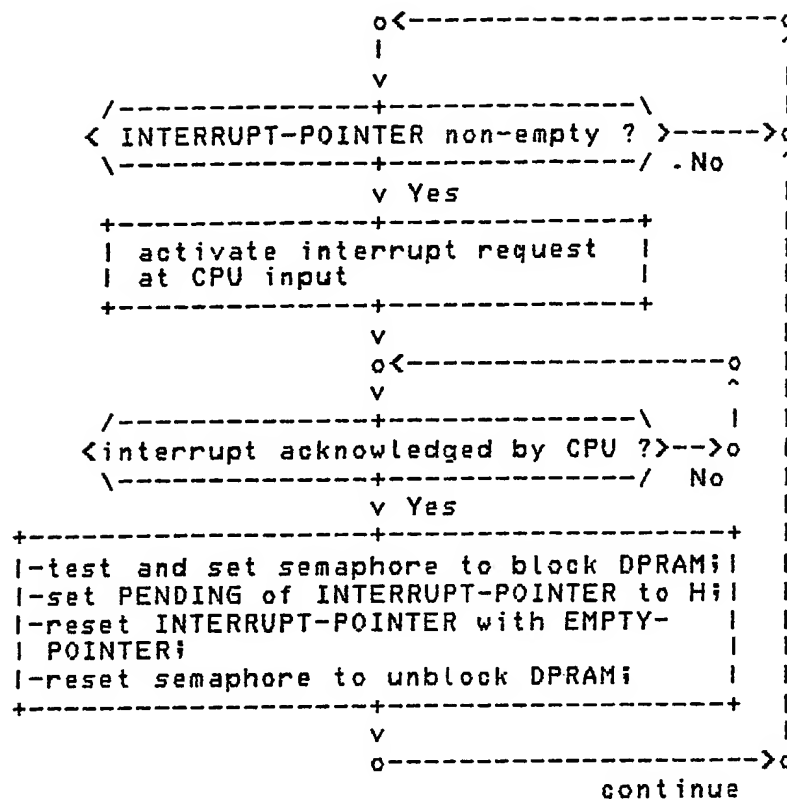 INTERRUPT-POINTER non-empty ?
No
Yes
activate interrupt request
at CPU input
interrupt acknowledged by CPU ?
No
Yes
-test and set semaphore to block DPRAM;
-set PENDING of INTERRUPT-POINTER to H;
-reset INTERRUPT-POINTER with EMPTY-
POINTER;
-reset semaphore to unblock DPRAM;
continue